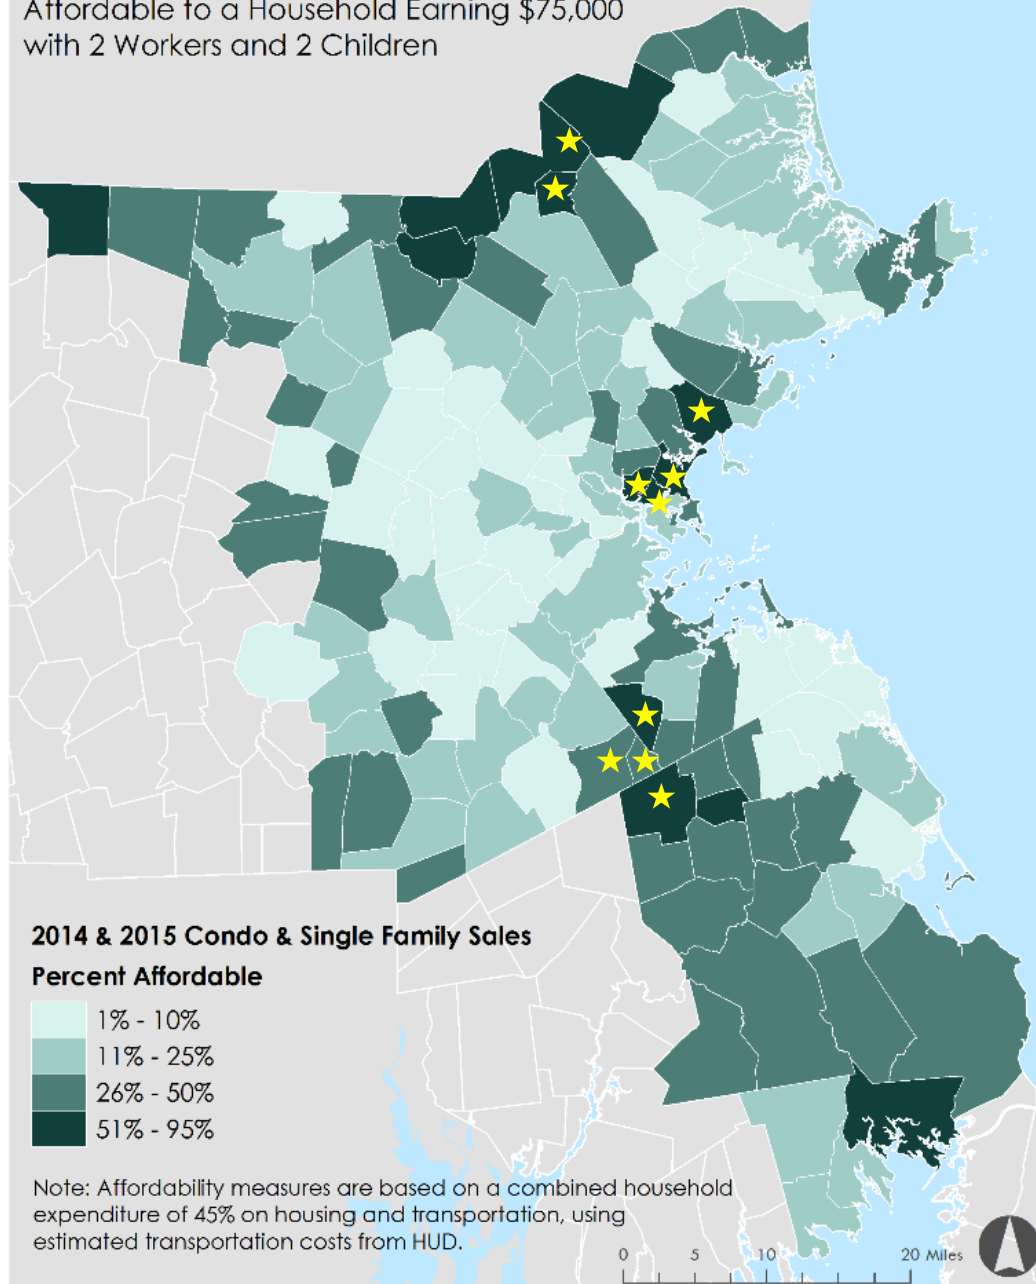 Affordable to a Household Earning $75,000
with 2 Workers and 2 Children
2014 & 2015 Condo & Single Family Sales
Percent Affordable
1% - 10%
11% - 25%
26% - 50%
51% - 95%
Note: Affordability measures are based on a combined household
expenditure of 45% on housing and transportation, using
estimated transportation costs from HUD.
0 5 10 20 Miles